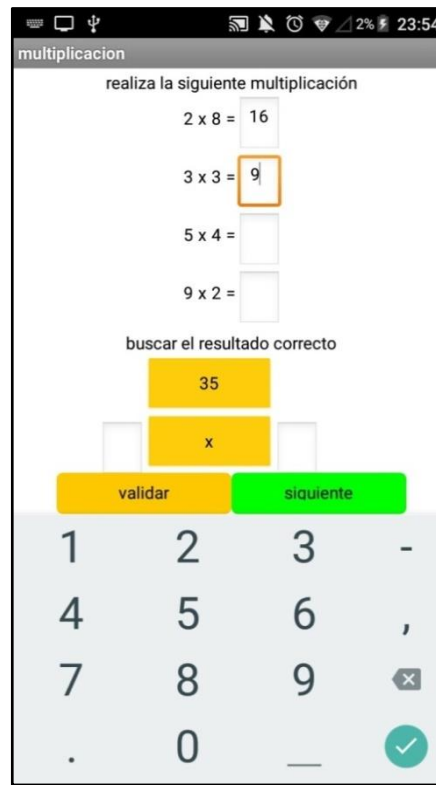 2% 23:54
multiplicacion
realiza la siguiente multiplicación
2 x 8 = 16
3 x 3 = 9
5 x 4 =
9 x 2 =
buscar el resultado correcto
35
x
validar siguiente
1 2 3 -
4 5 6 ,
7 8 9
. 0 _